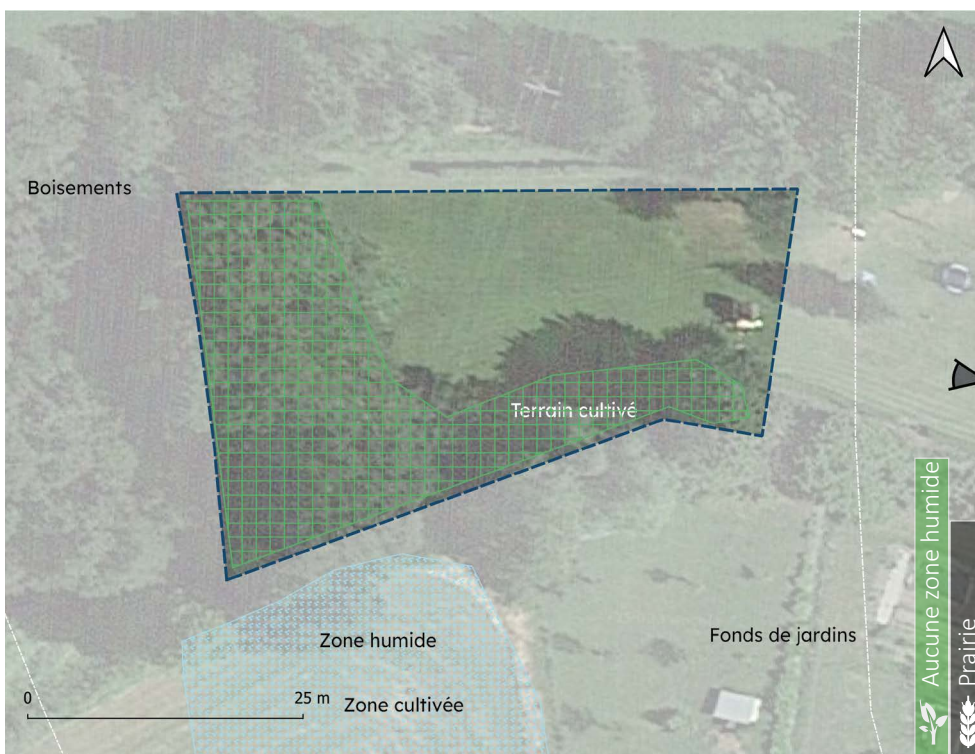 Boisements
Terrain cultivé
Zone humide
Fonds de jardins
0
25 m
Zone cultivée
Aucune zone humide
Prairie